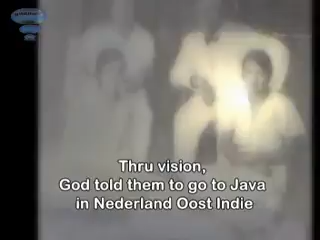 Thru vision,
God told them to go to Java
in Nederland Oost Indie